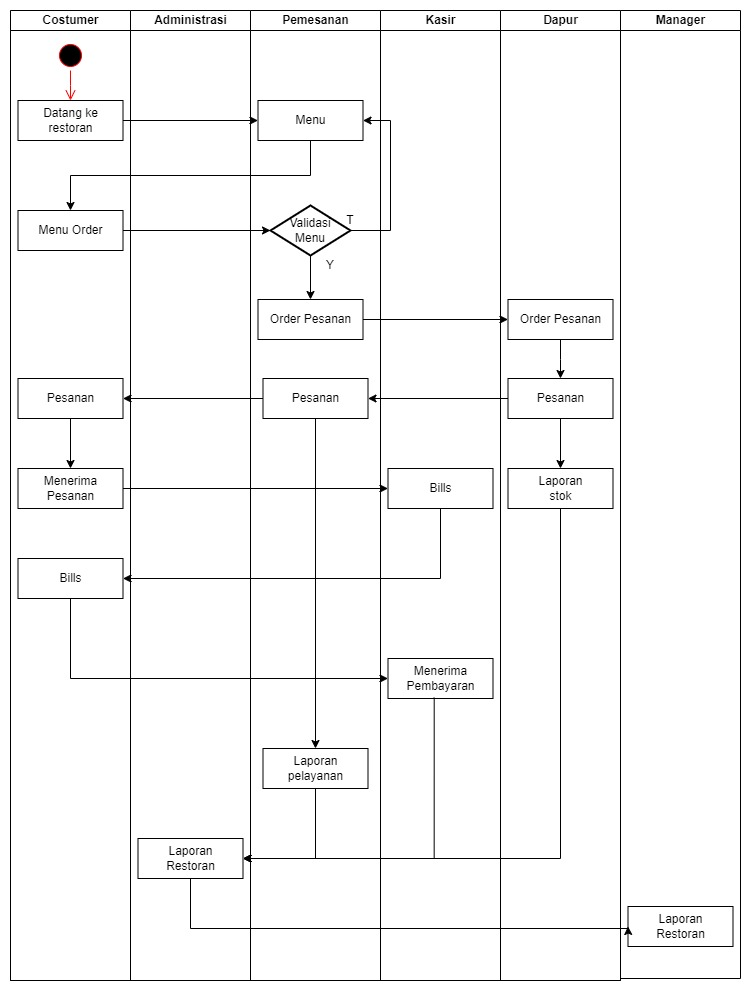 Costumer Administrasi Pemesanan Kasir Dapur Manager
Datang ke
restoran
Menu
Menu Order
Validasi
Menu
T
Y
Order Pesanan
Order Pesanan
Pesanan
Pesanan
Pesanan
Menerima
Pesanan
Bills
Laporan
stok
Bills
Menerima
Pembayaran
Laporan
pelayanan
Laporan
Restoran
Laporan
Restoran